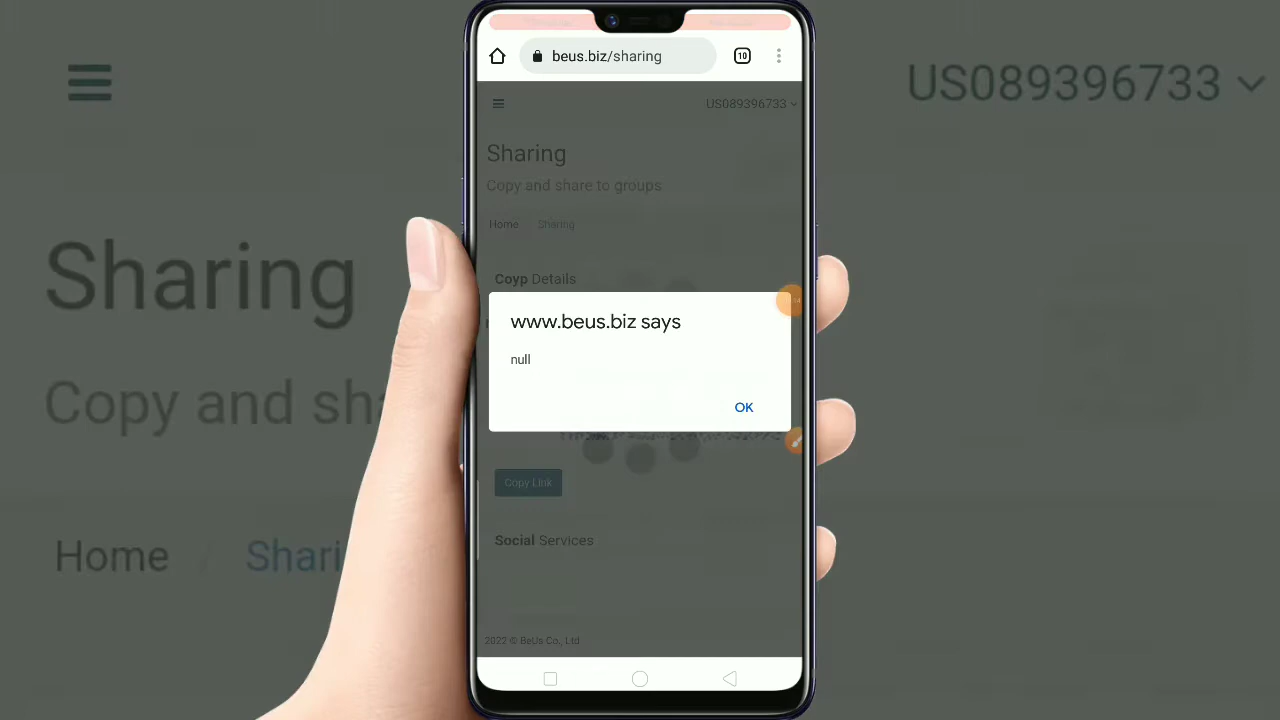 beus.biz/sharing
10
US089396733
Sharing
Copy and share to groups
Home
Sharing
Coyp Details
www.beus.biz says
null
OK
Copy Link
Social Services
2022 © BeUs Co., Ltd
US089396733
Sharing
Copy and sh
Home / Shari